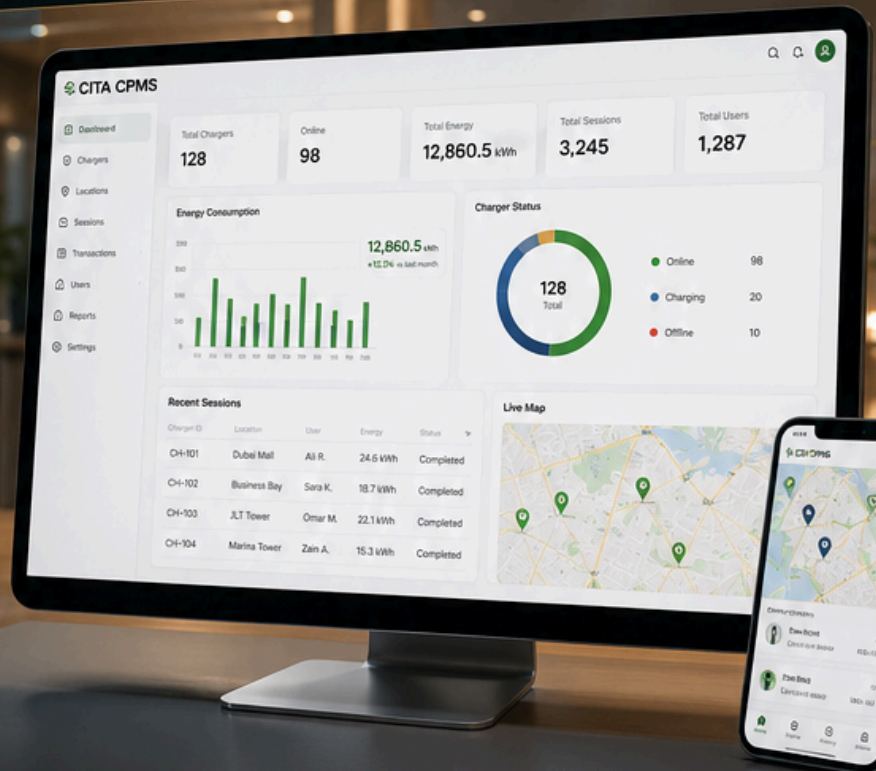 CITA CPMS
Dashboard
Chargers
Locations
Sessions
Transactions
Users
Reports
Settings
Total Chargers
128
Online
98
Total Energy
12,860.5 kWh
Total Sessions
3,245
Total Users
1,287
Energy Consumption
12,860.5 kWh
vs last month
Charger Status
128
Total
Online 98
Charging 20
Offline 10
Recent Sessions
Charger ID Location User Energy Status
CH-101 Dubai Mall Ali R. 24.6 kWh Completed
CH-102 Business Bay Sara K. 18.7 kWh Completed
CH-103 JLT Tower Omar M. 22.1 kWh Completed
CH-104 Marina Tower Zain A. 15.3 kWh Completed
Live Map